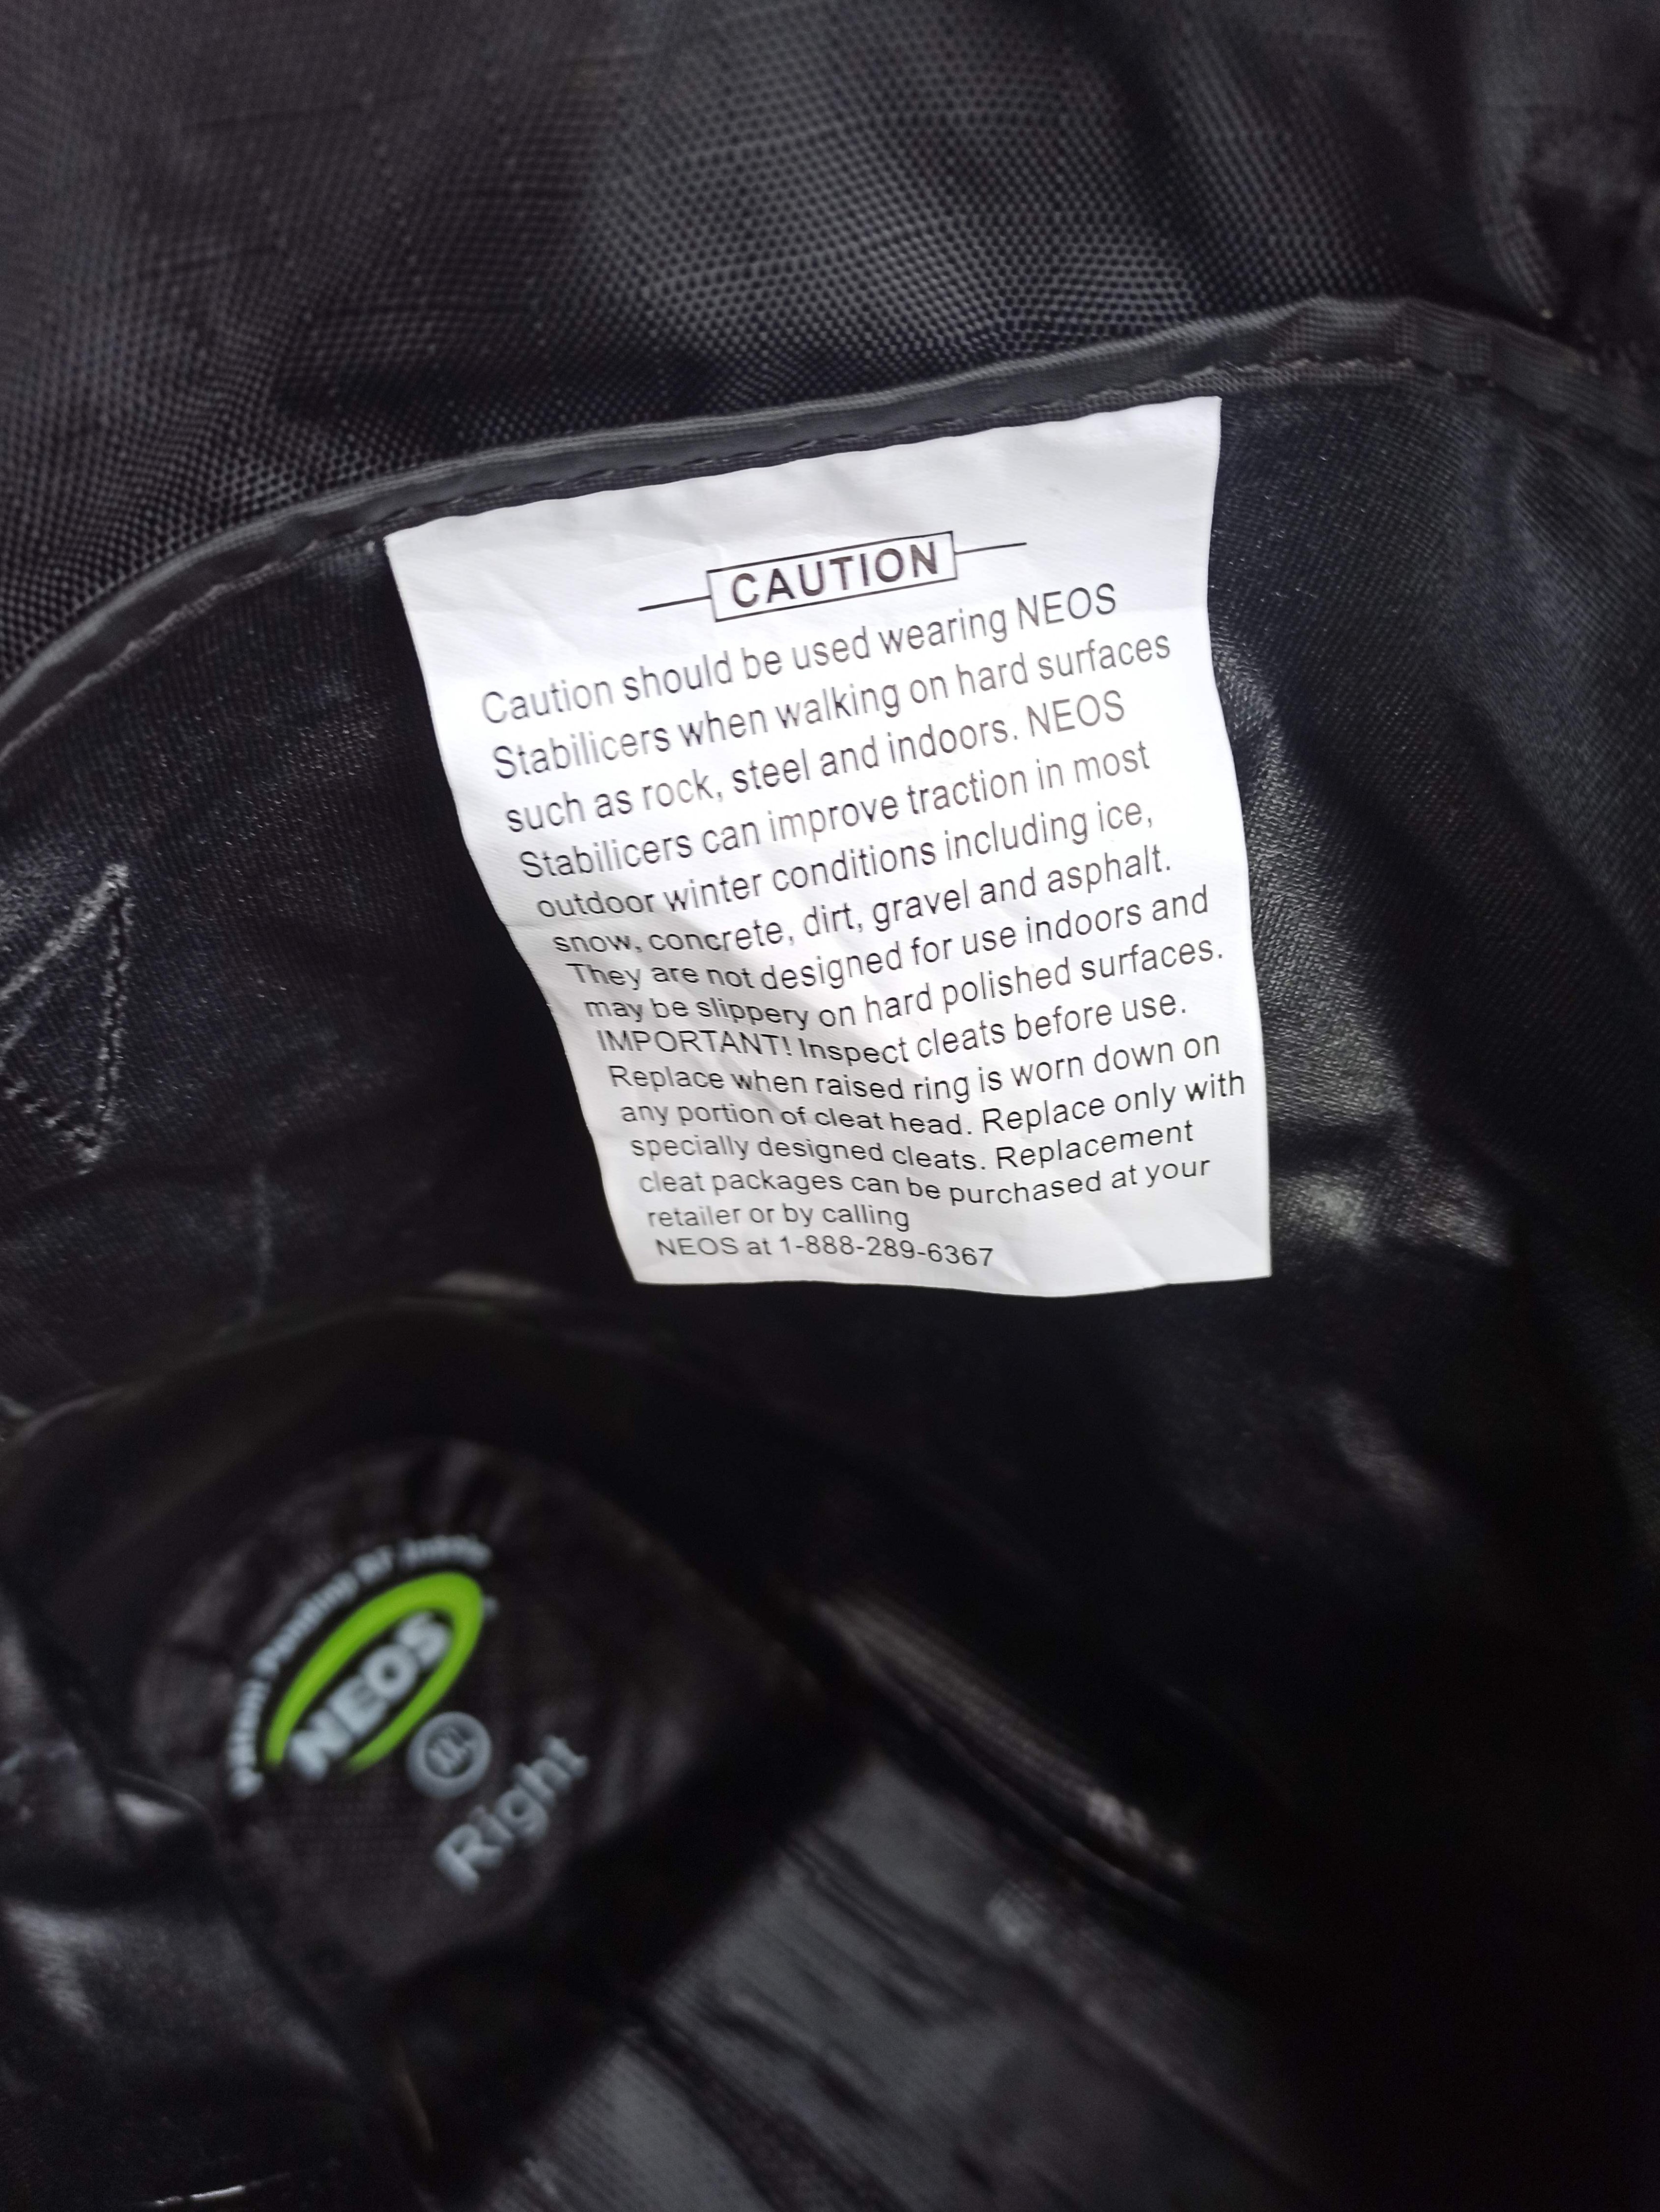 CAUTION
Caution should be used wearing NEOS
Stabilicers when walking on hard surfaces
such as rock, steel and indoors. NEOS
Stabilicers can improve traction in most
outdoor winter conditions including ice,
snow, concrete, dirt, gravel and asphalt.
They are not designed for use indoors and
may be slippery on hard polished surfaces.
IMPORTANT! Inspect cleats before use.
Replace when raised ring is worn down on
any portion of cleat head. Replace only with
specially designed cleats. Replacement
cleat packages can be purchased at your
retailer or by calling
NEOS at 1-888-289-6367
Patent Pending
NEOS
Right